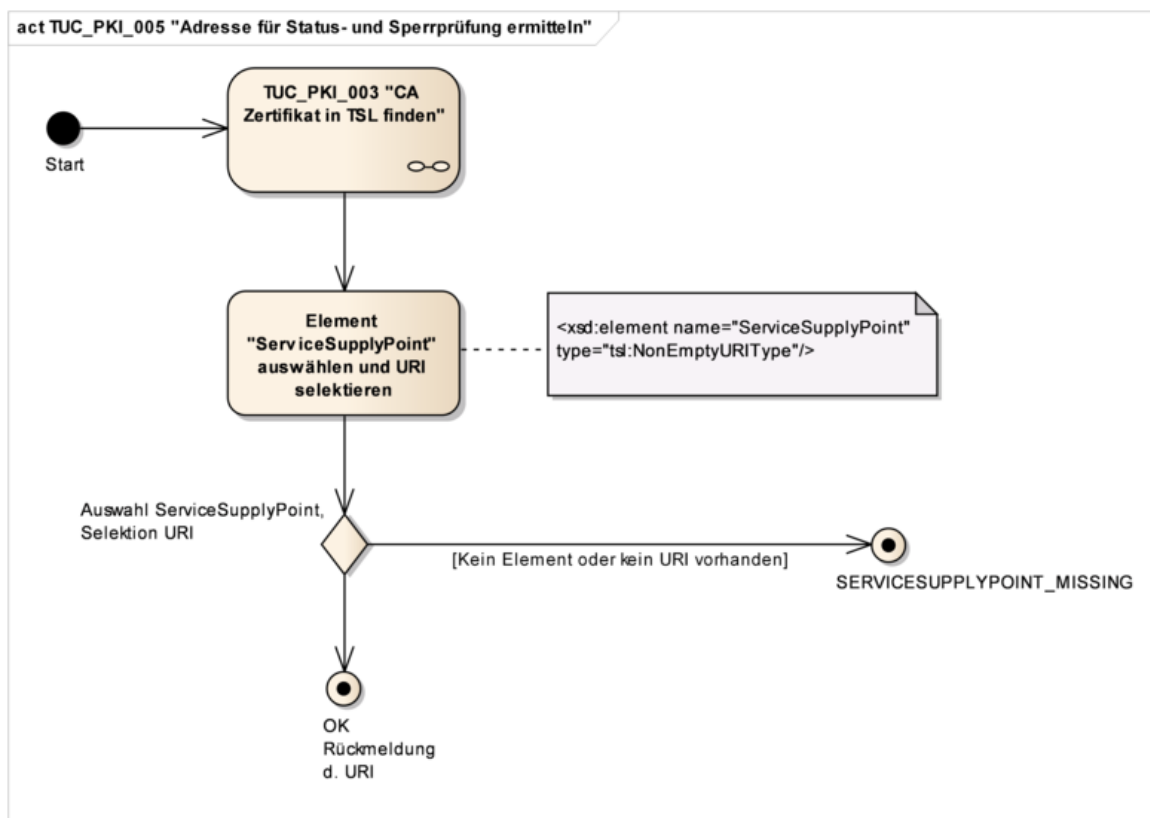 act TUC_PKI_005 "Adresse für Status- und Sperrprüfung ermitteln"
TUC_PKI_003 "CA
Zertifikat in TSL finden"
Start
Element
"ServiceSupplyPoint"
auswählen und URI
selektieren
<xsd:element name="ServiceSupplyPoint"
type="tsl:NonEmptyURIType"/>
Auswahl ServiceSupplyPoint,
Selektion URI
[Kein Element oder kein URI vorhanden]
SERVICESUPPLYPOINT_MISSING
OK
Rückmeldung
d. URI